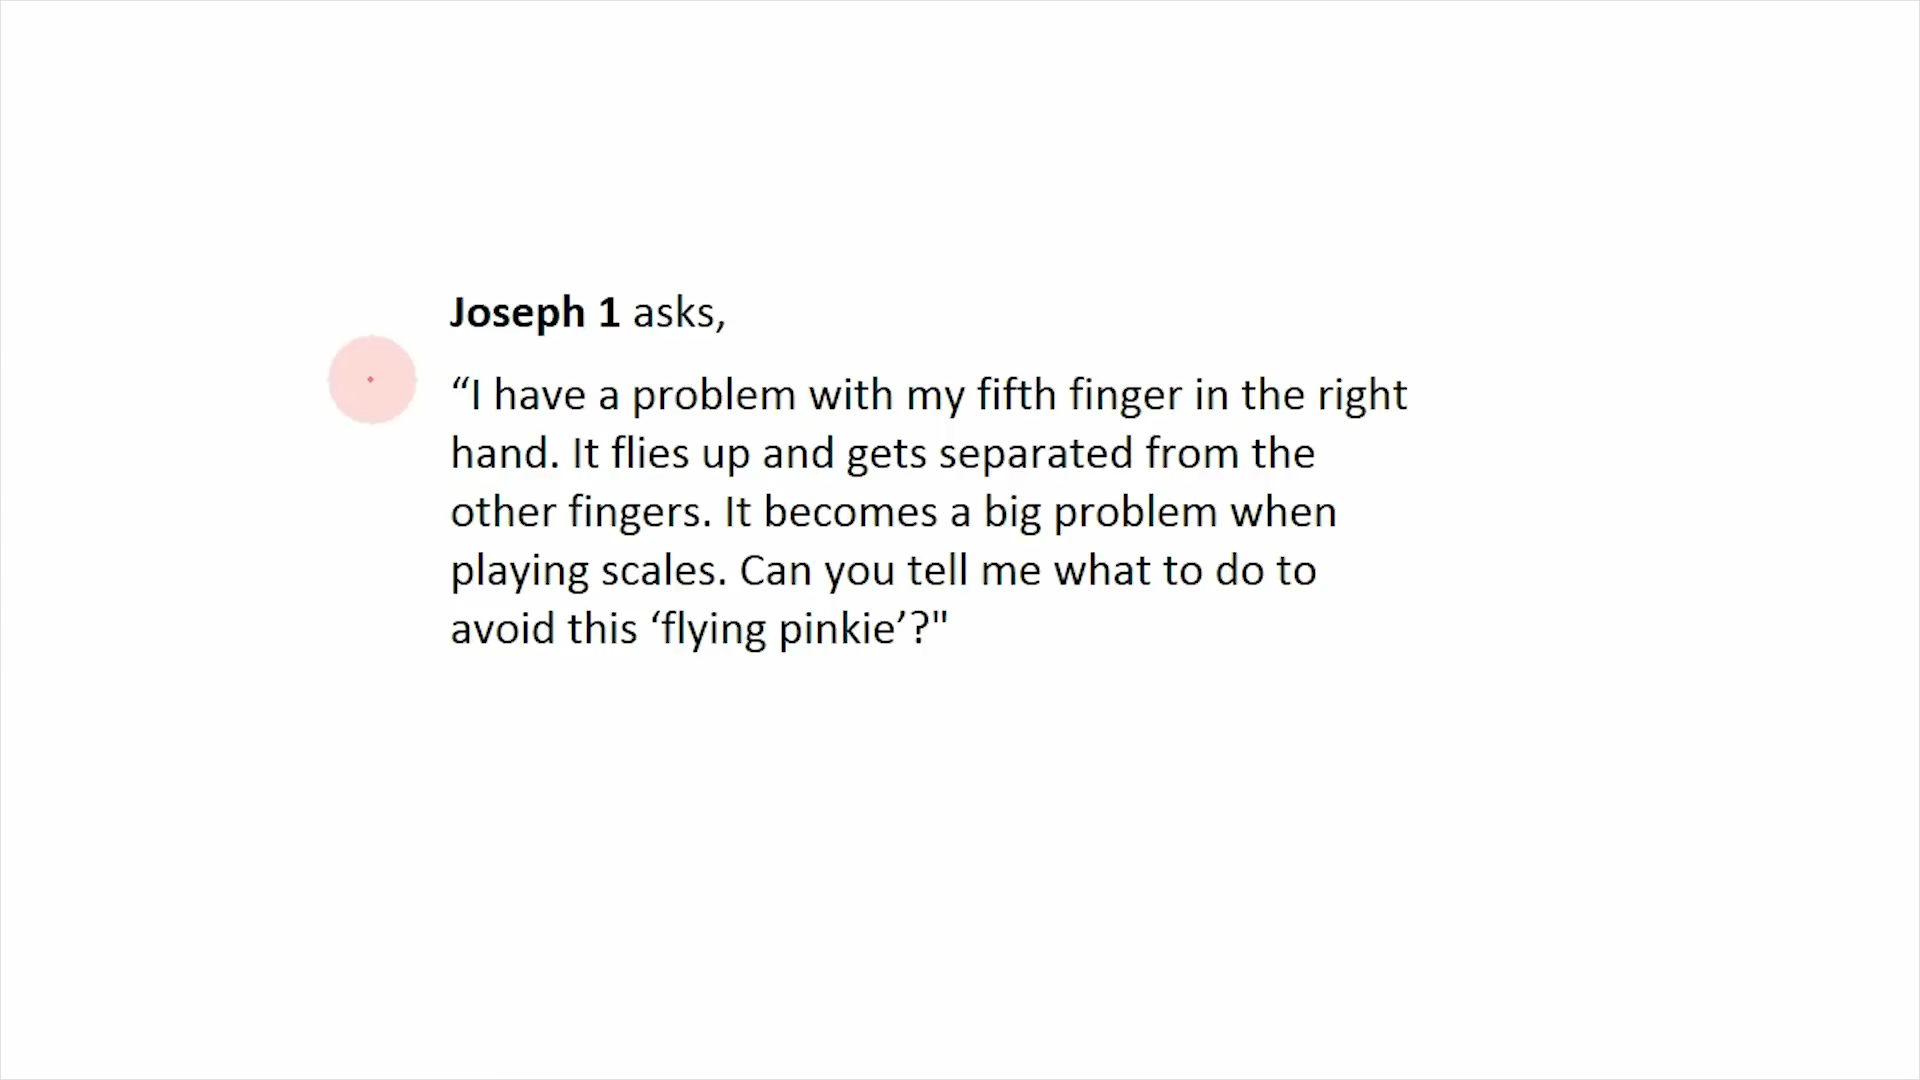 Joseph 1 asks,
“I have a problem with my fifth finger in the right
hand. It flies up and gets separated from the
other fingers. It becomes a big problem when
playing scales. Can you tell me what to do to
avoid this ‘flying pinkie’?"